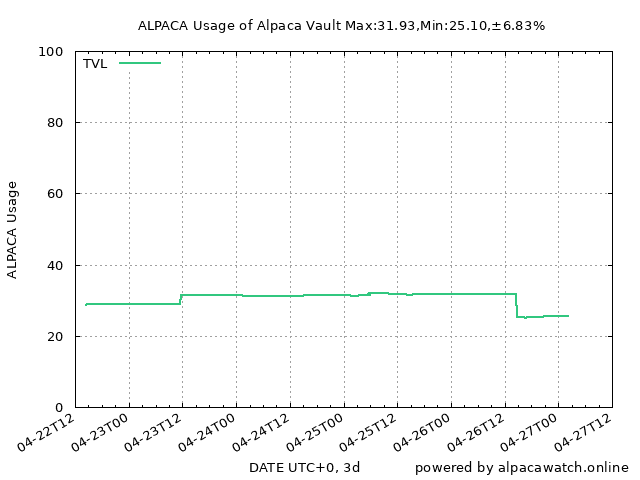 ALPACA Usage of Alpaca Vault Max:31.93,Min:25.10,±6.83%
TVL
100
80
60
40
20
0
ALPACA Usage
04-22T12
04-23T00
04-23T12
04-24T00
04-24T12
04-25T00
04-25T12
04-26T00
04-26T12
04-27T00
04-27T12
DATE UTC+0, 3d
powered by alpacawatch.online